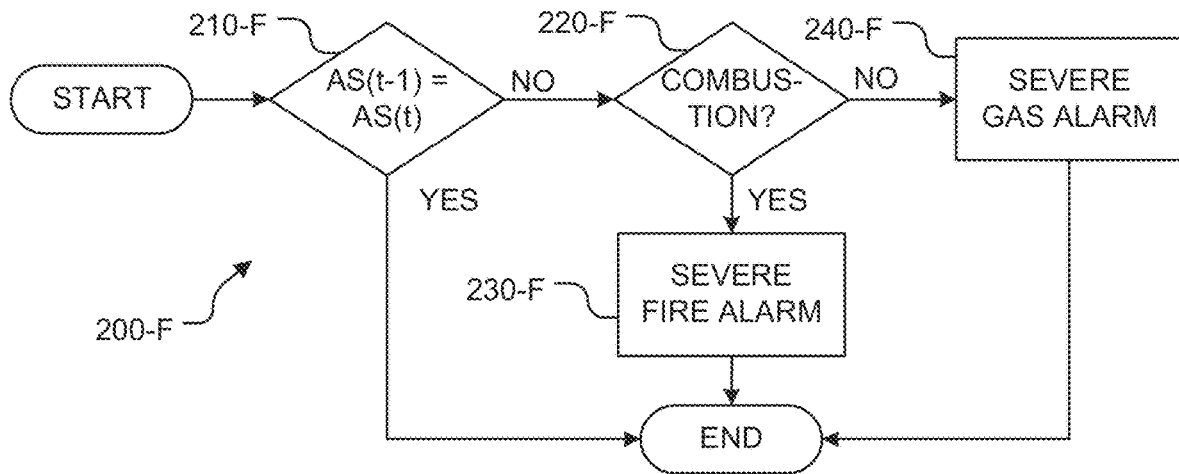 210-F
220-F
240-F
START
AS(t-1) =
AS(t)
NO
COMBUS-
TION?
NO
SEVERE
GAS ALARM
YES
YES
200-F
230-F
SEVERE
FIRE ALARM
END